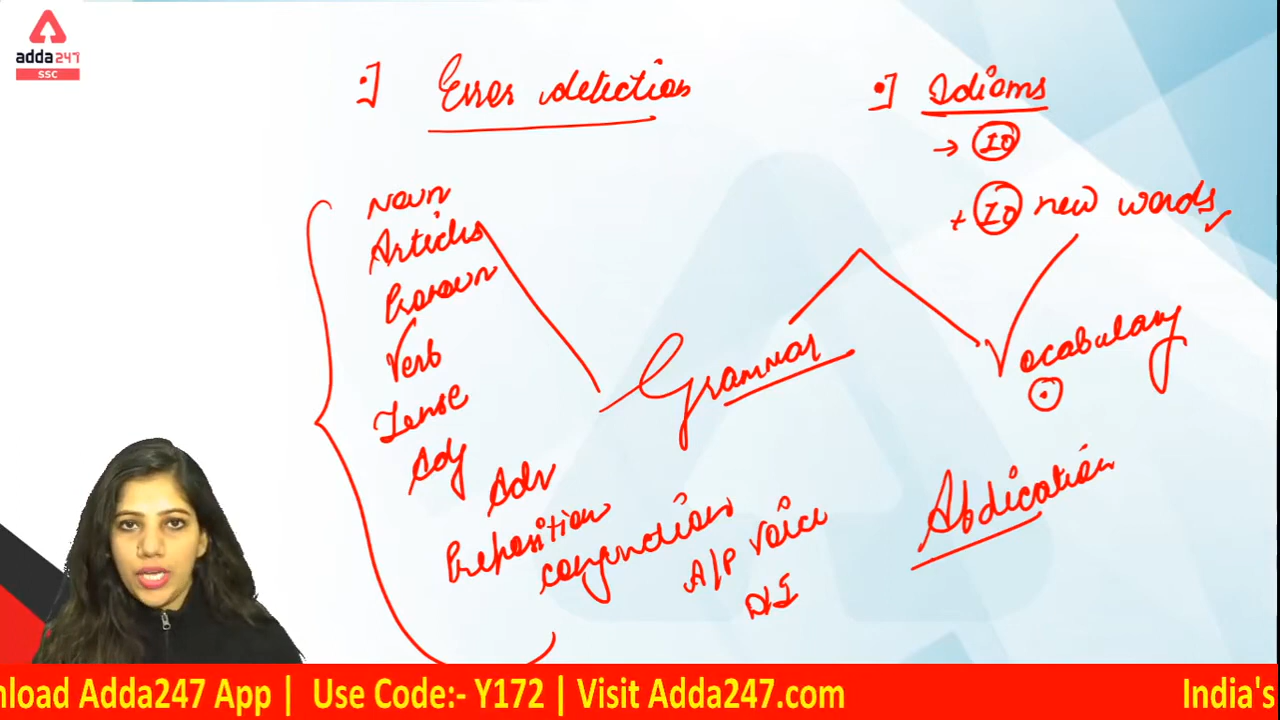 adda247
SSC
Error detection
Idioms
→ 10
+ 10 new words
Noun
Articles
Pronoun
Verb
Tense
Adj
Adv
Preposition
conjunction
A/P voice
D/I
Grammar
Vocabulary
Abdication
nload Adda247 App | Use Code:- Y172 | Visit Adda247.com
India's